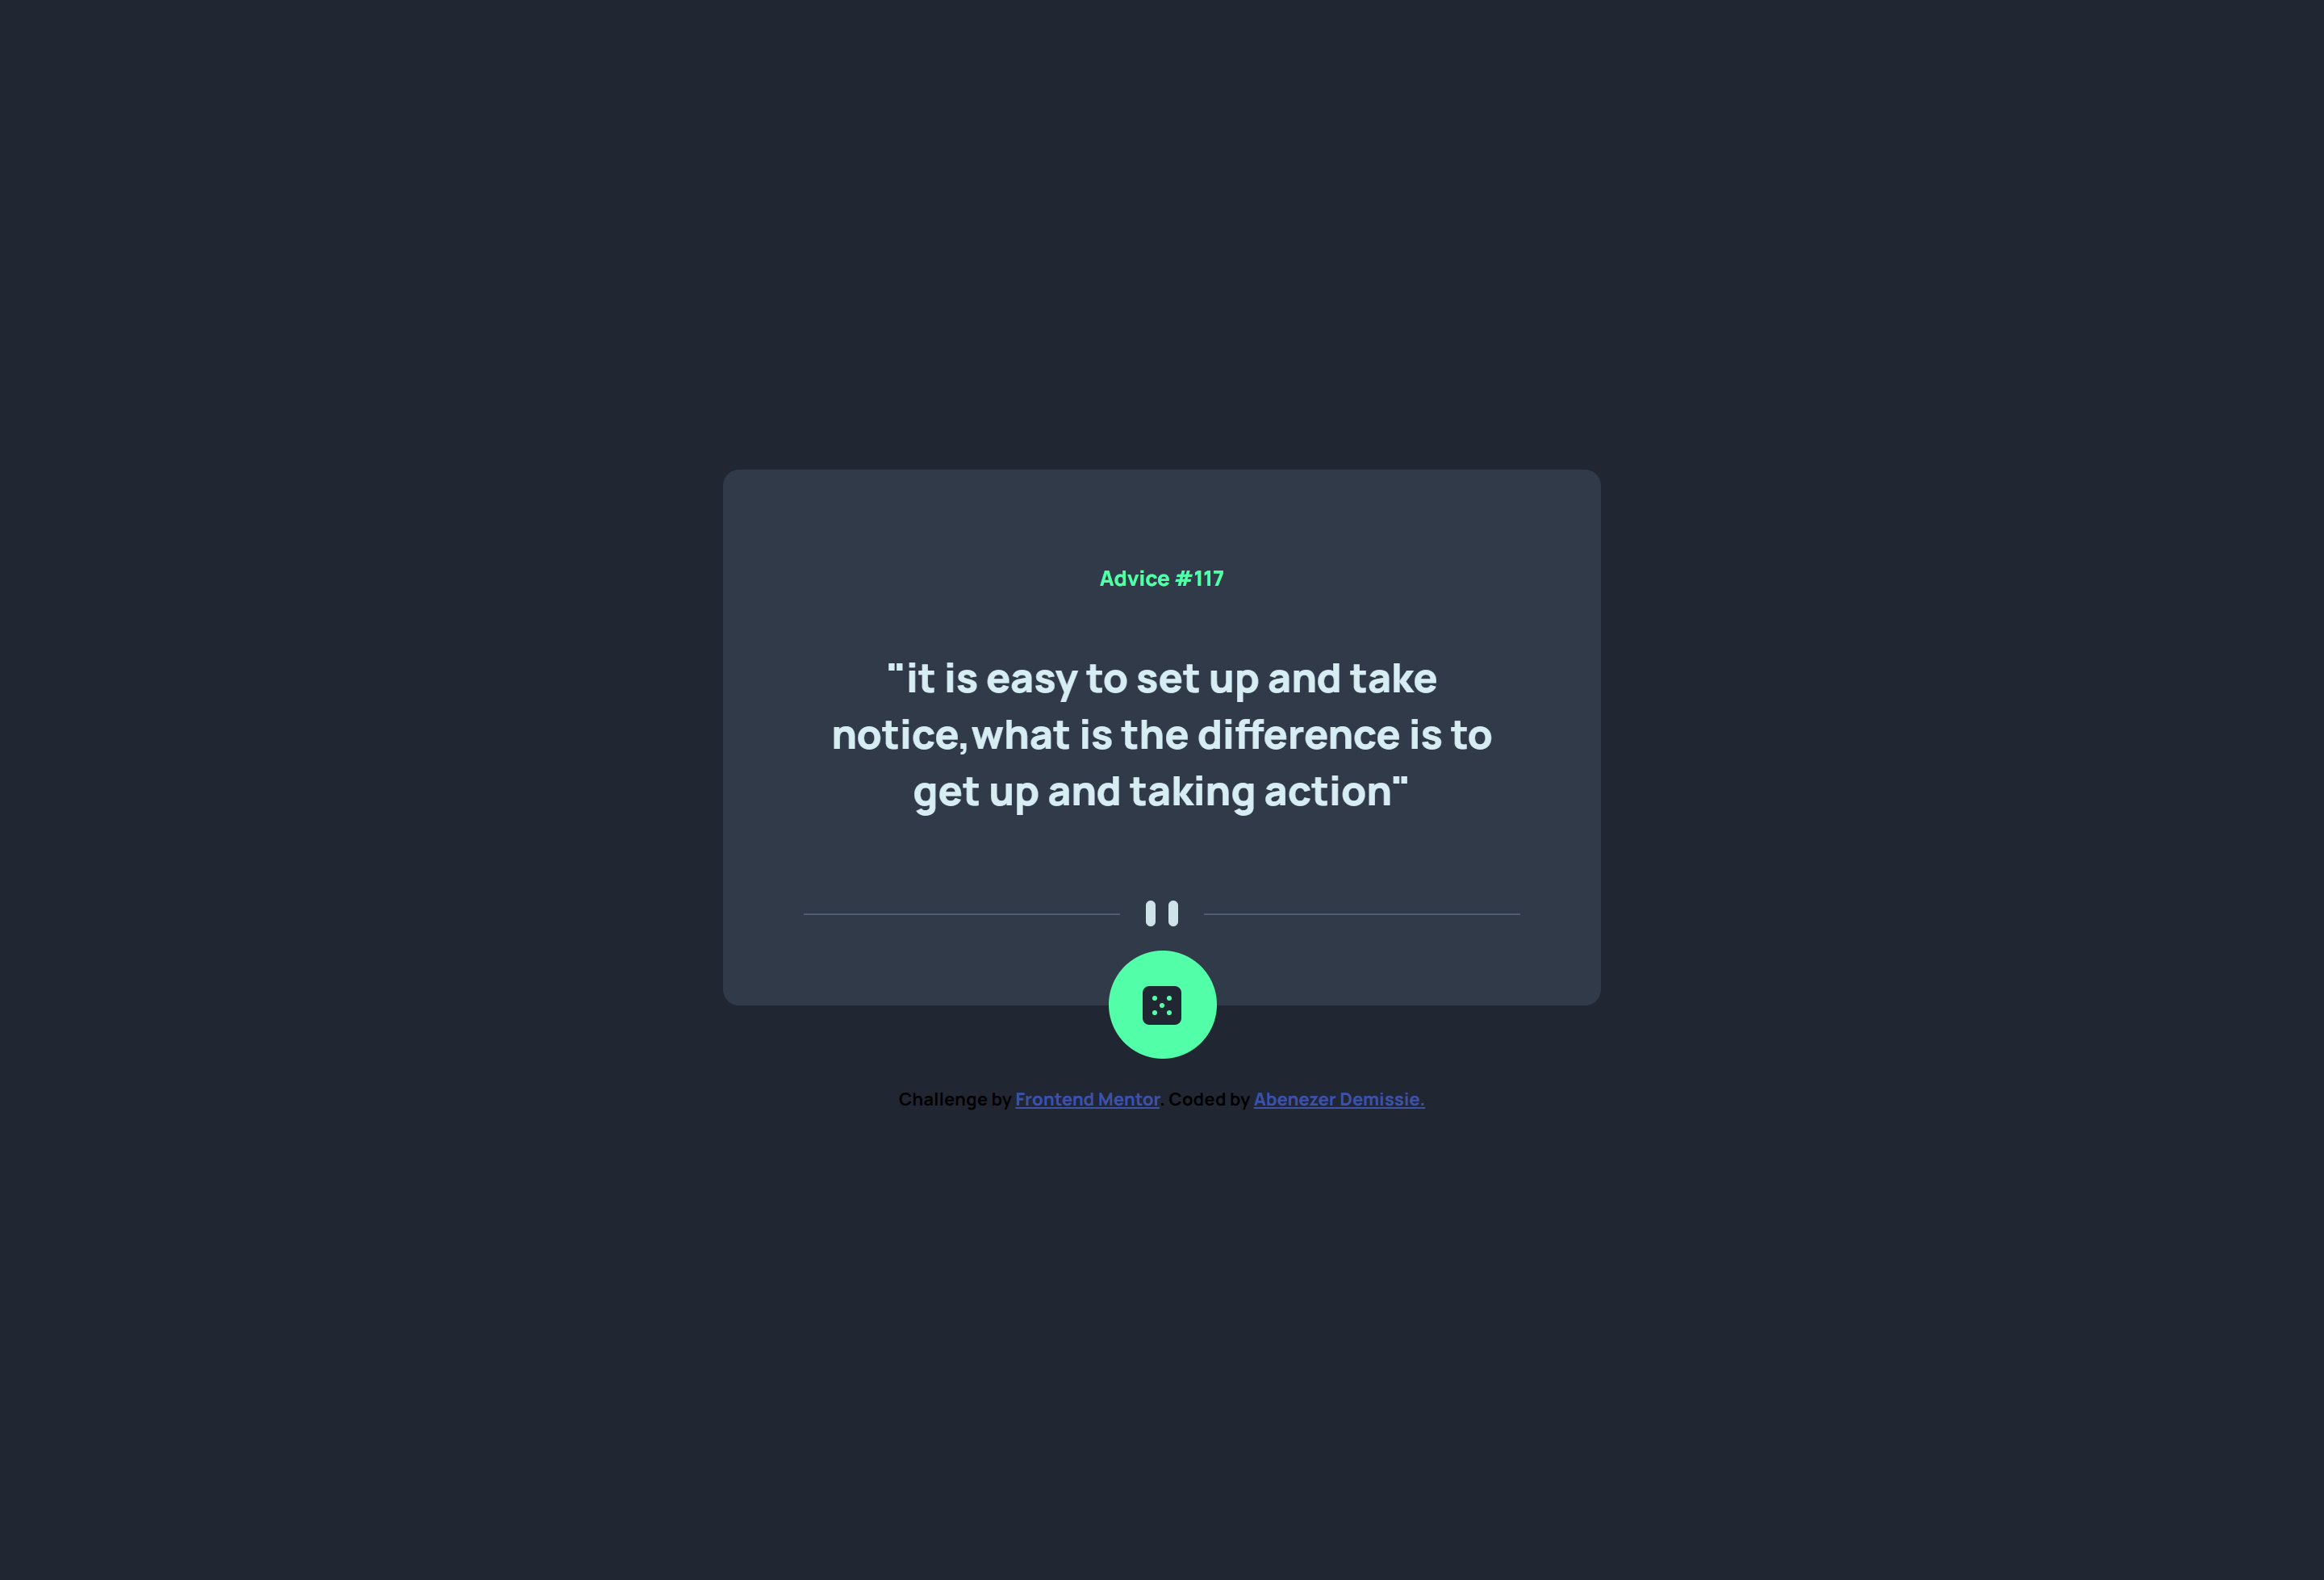 Advice #117
"it is easy to set up and take
notice,what is the difference is to
get up and taking action"
Challenge by Frontend Mentor. Coded by Abenezer Demissie.